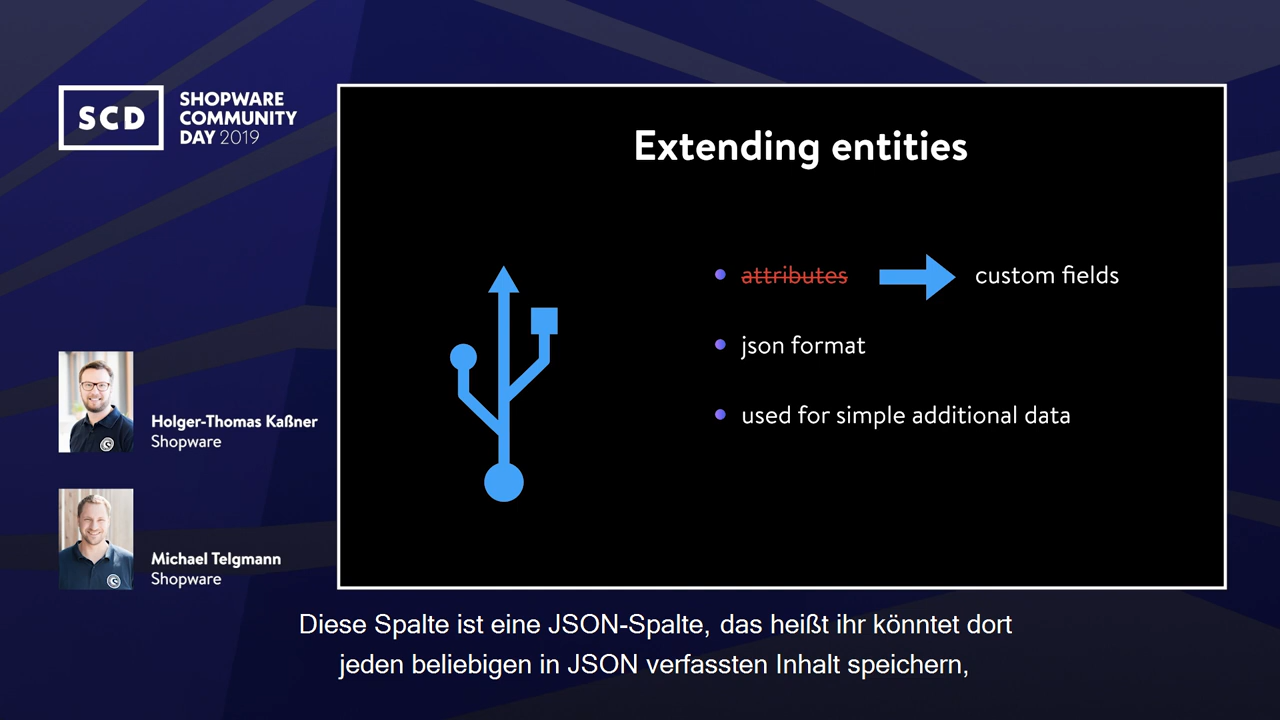 SCD
SHOPWARE
COMMUNITY
DAY 2019
Extending entities
attributes custom fields
json format
used for simple additional data
Holger-Thomas Kaßner
Shopware
Michael Telgmann
Shopware
Diese Spalte ist eine JSON-Spalte, das heißt ihr könntet dort
jeden beliebigen in JSON verfassten Inhalt speichern,